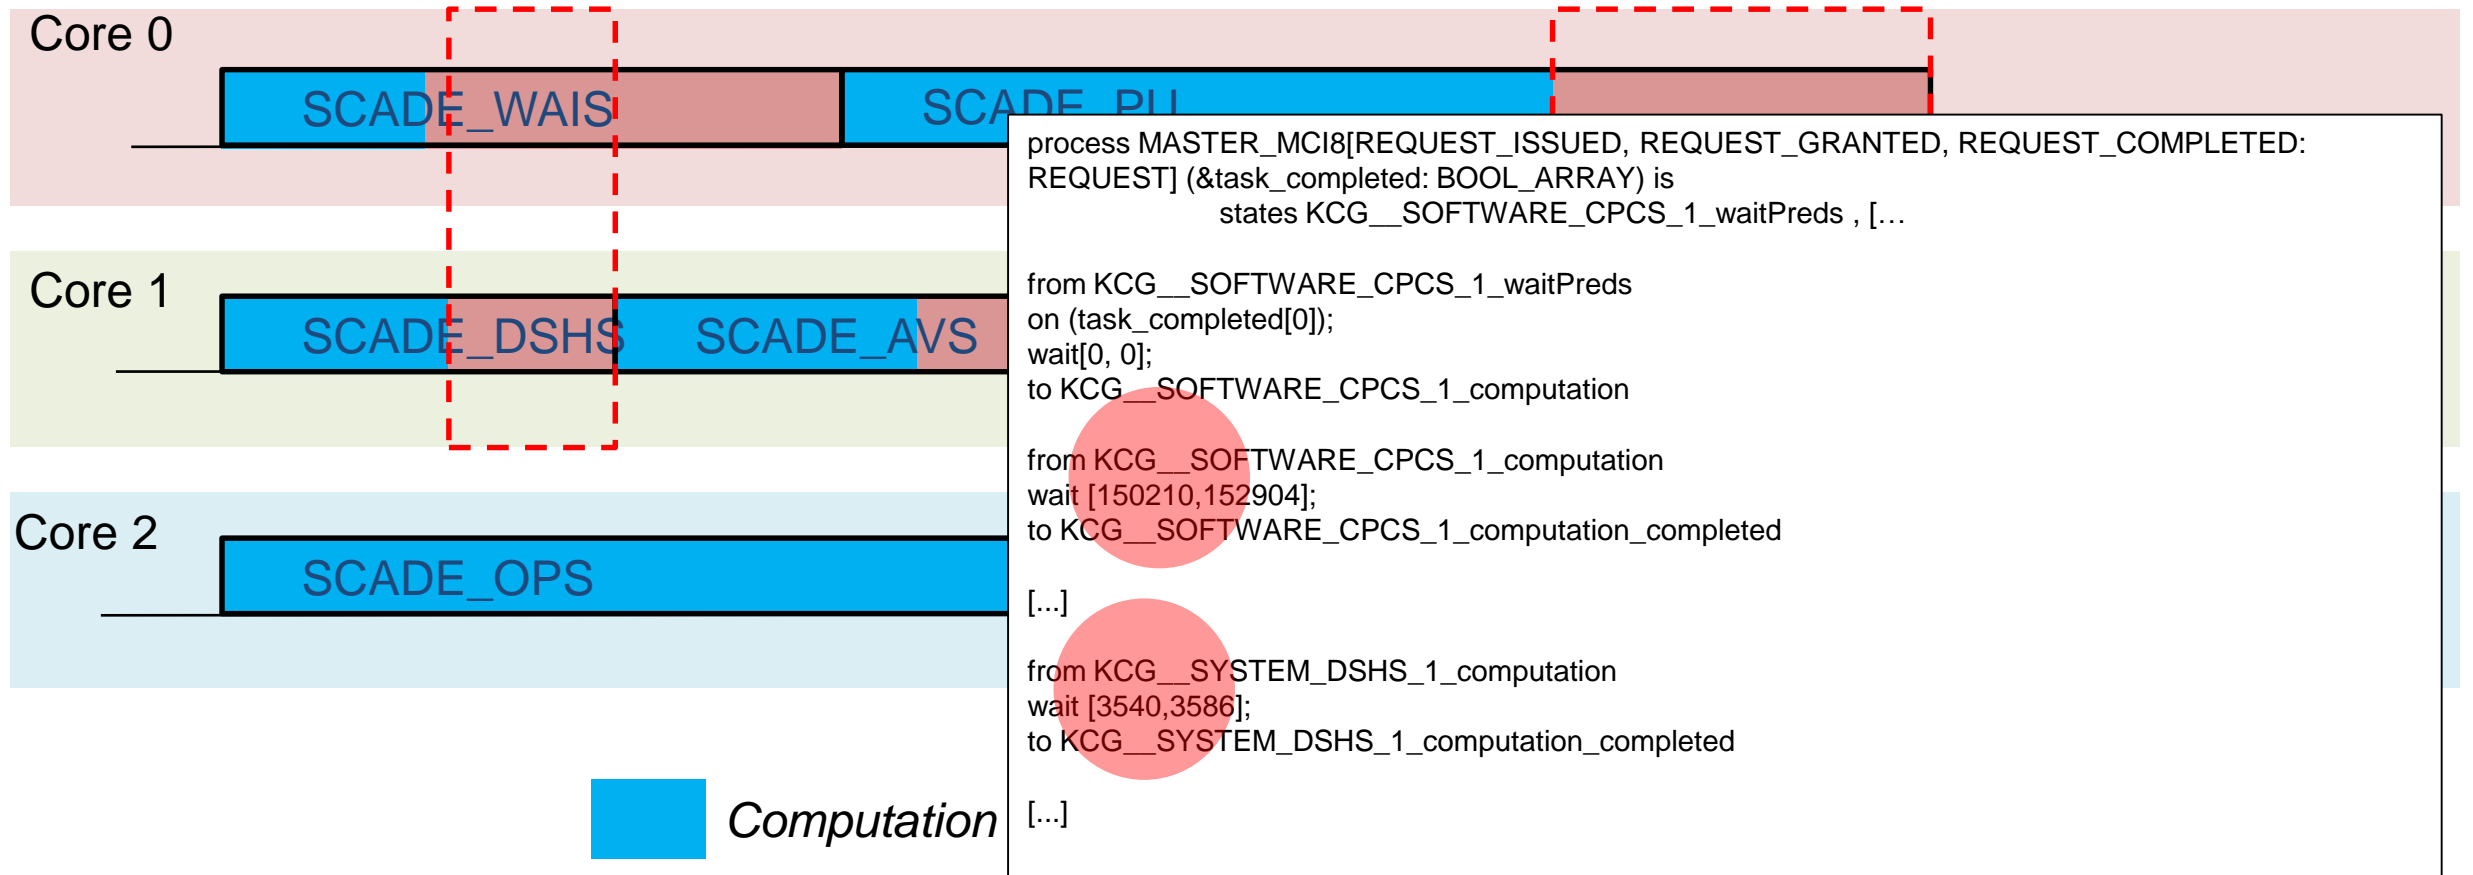 Core 0
SCADE_WAIS
SCADE_PU
Core 1
SCADE_DSHS
SCADE_AVS
Core 2
SCADE_OPS
Computation
process MASTER_MCI8[REQUEST_ISSUED, REQUEST_GRANTED, REQUEST_COMPLETED:
REQUEST] (&task_completed: BOOL_ARRAY) is
states KCG__SOFTWARE_CPCS_1_waitPreds , […
from KCG__SOFTWARE_CPCS_1_waitPreds
on (task_completed[0]);
wait[0, 0];
to KCG__SOFTWARE_CPCS_1_computation
from KCG__SOFTWARE_CPCS_1_computation
wait [150210,152904];
to KCG__SOFTWARE_CPCS_1_computation_completed
[...]
from KCG__SYSTEM_DSHS_1_computation
wait [3540,3586];
to KCG__SYSTEM_DSHS_1_computation_completed
[...]